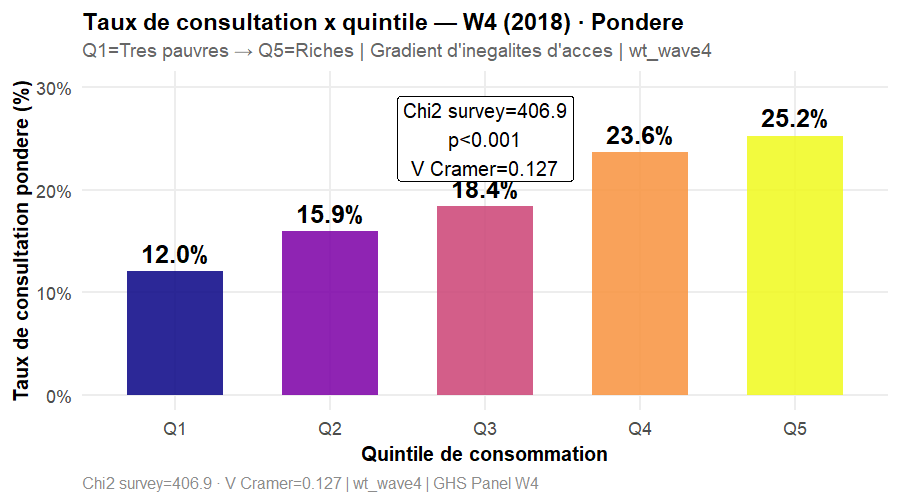 Taux de consultation x quintile — W4 (2018) · Pondere
Q1=Tres pauvres → Q5=Riches | Gradient d'inegalites d'acces | wt_wave4
Taux de consultation pondere (%)
30%
20%
10%
0%
Chi2 survey=406.9
p<0.001
V Cramer=0.127
12.0%
15.9%
18.4%
23.6%
25.2%
Q1
Q2
Q3
Q4
Q5
Quintile de consommation
Chi2 survey=406.9 · V Cramer=0.127 | wt_wave4 | GHS Panel W4